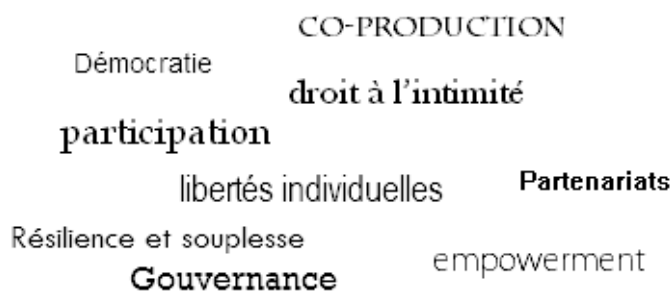 CO-PRODUCTION
Démocratie
droit à l'intimité
participation
libertés individuelles
Partenariats
Résilience et souplesse
empowerment
Gouvernance